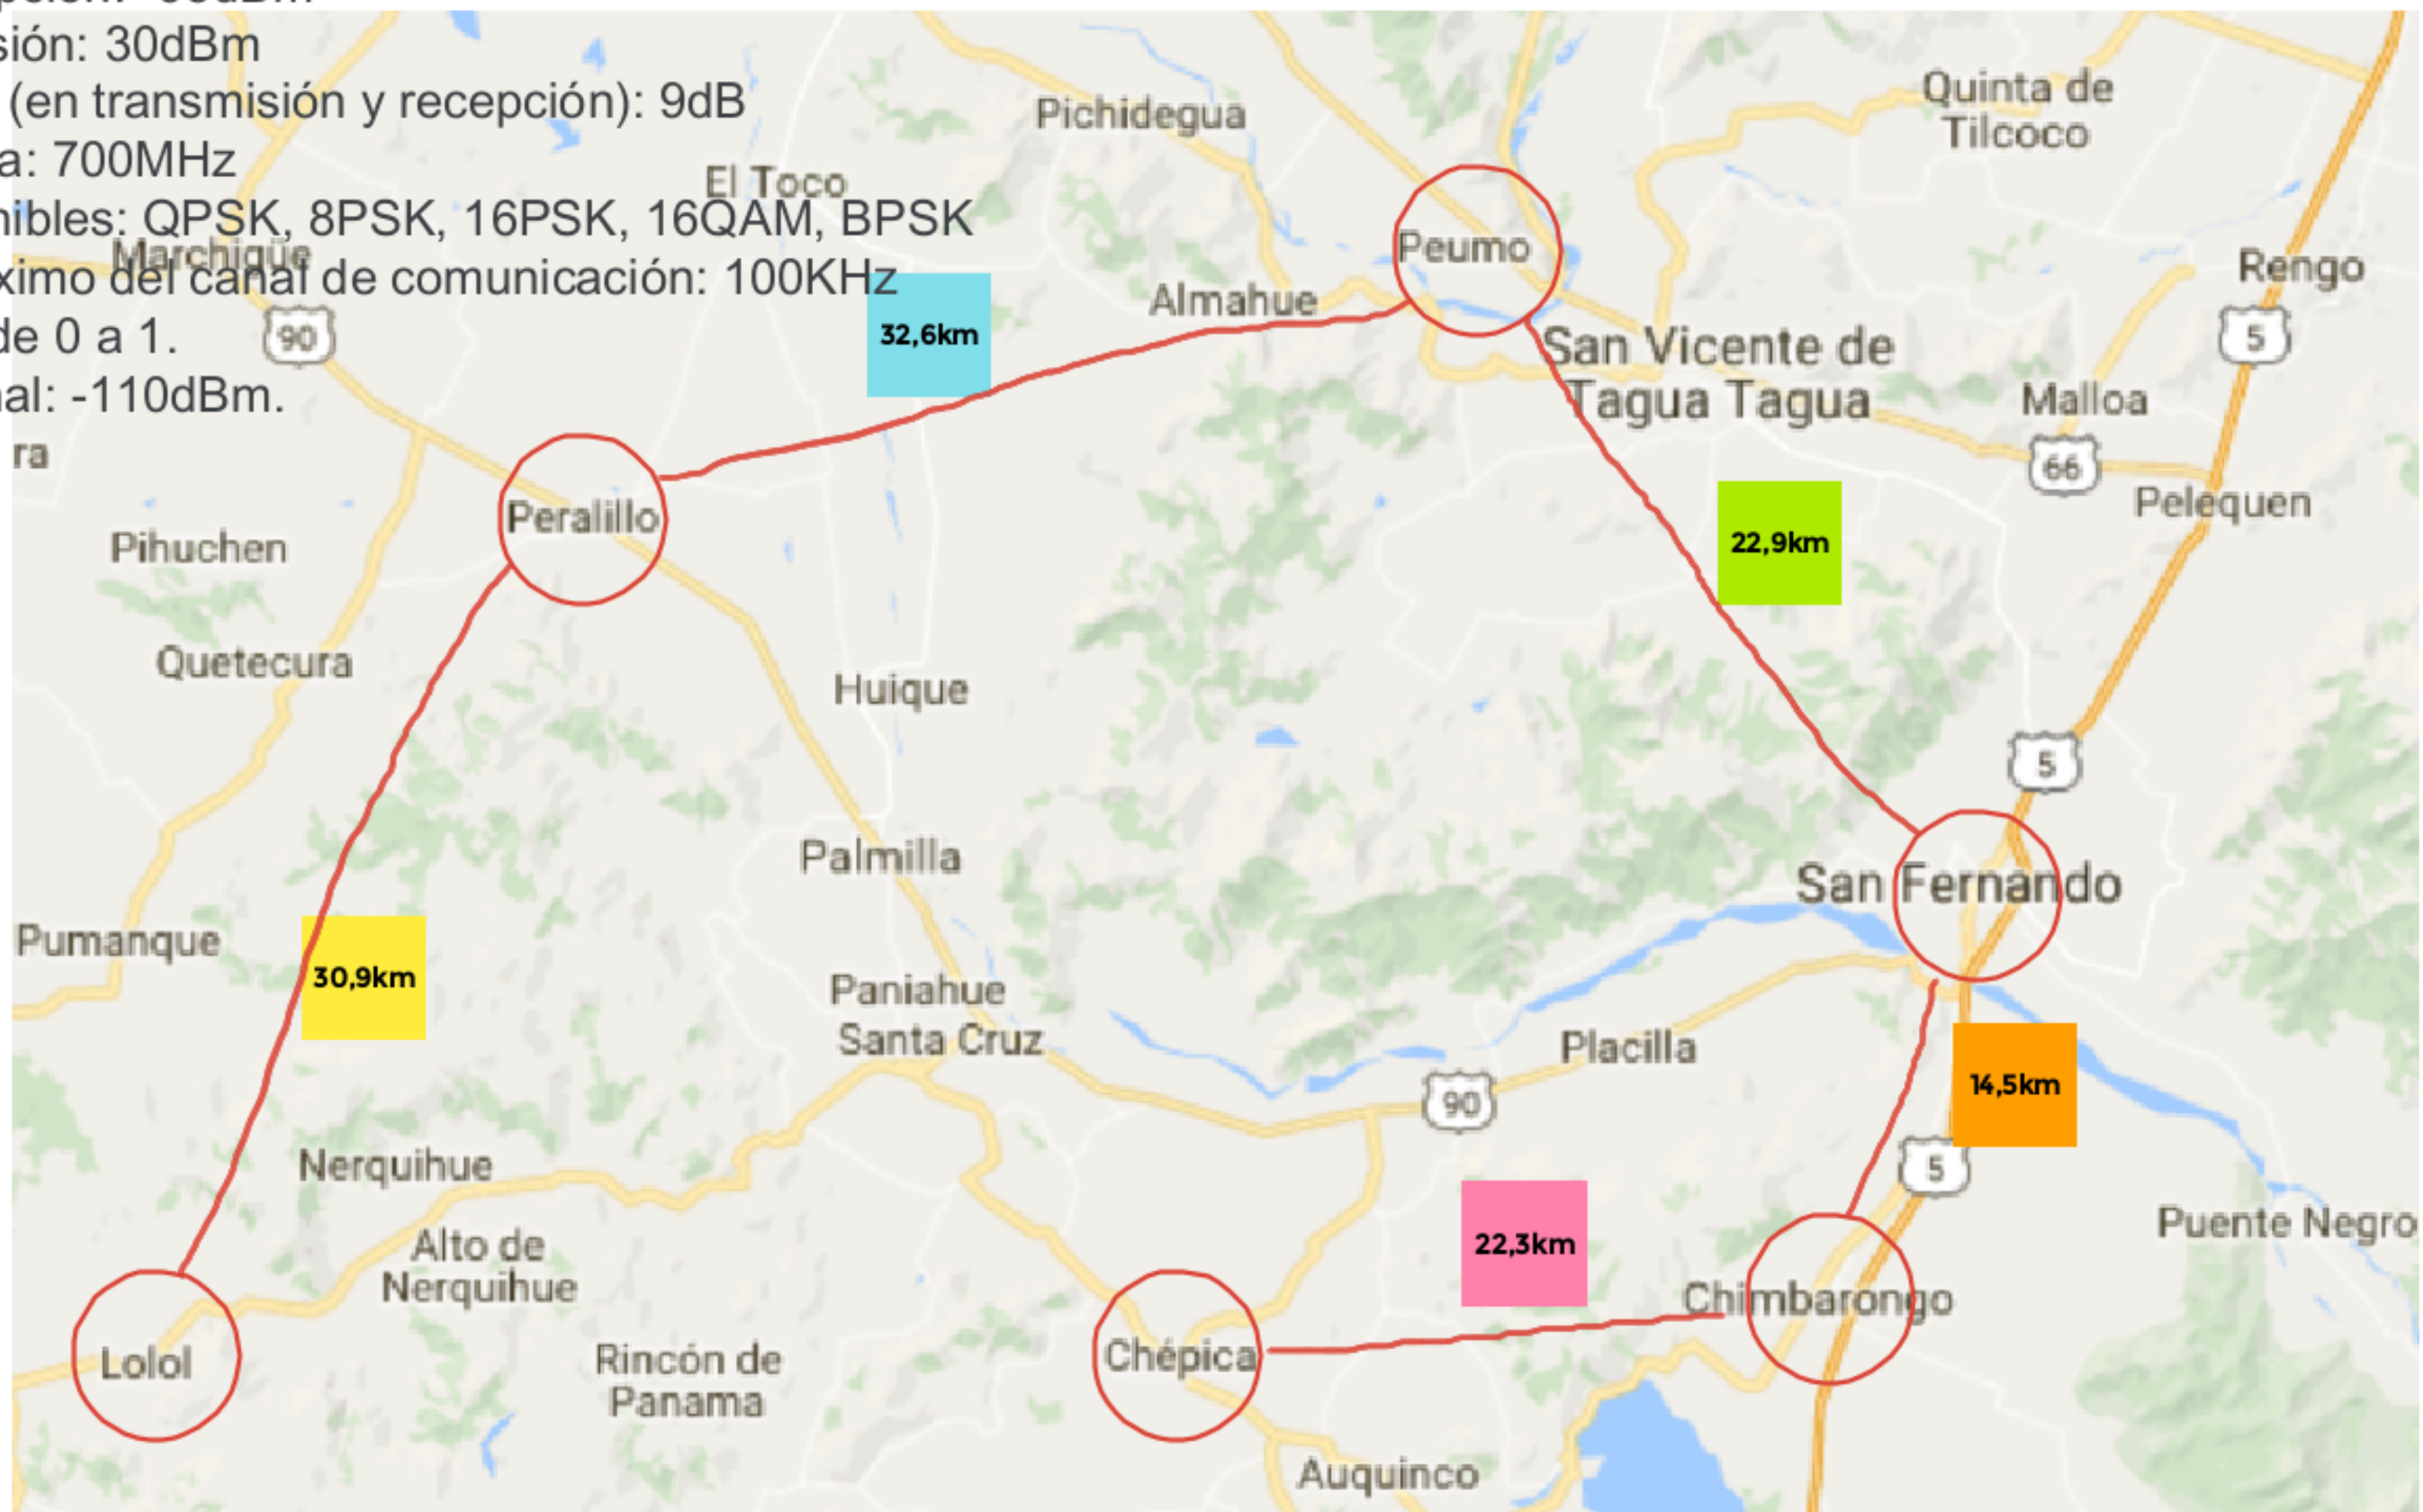 sión: 30dBm
(en transmisión y recepción): 9dB
a: 700MHz
nibles: QPSK, 8PSK, 16PSK, 16QAM, BPSK
ximo del canal de comunicación: 100KHz
de 0 a 1.
nal: -110dBm.
ra
Pichidegua
Quinta de
Tilcoco
El Toco
Marchigüe
Peumo
Rengo
Almahue
90
32,6km
5
San Vicente de
Tagua Tagua
Malloa
66
Pelequen
Peralillo
Pihuchen
22,9km
Quetecura
Huique
5
Palmilla
San Fernando
Pumanque
30,9km
Paniahue
Santa Cruz
Placilla
14,5km
90
Nerquihue
5
Puente Negro
Alto de
Nerquihue
22,3km
Chimbarongo
Lolol
Rincón de
Panama
Chépica
Auquinco